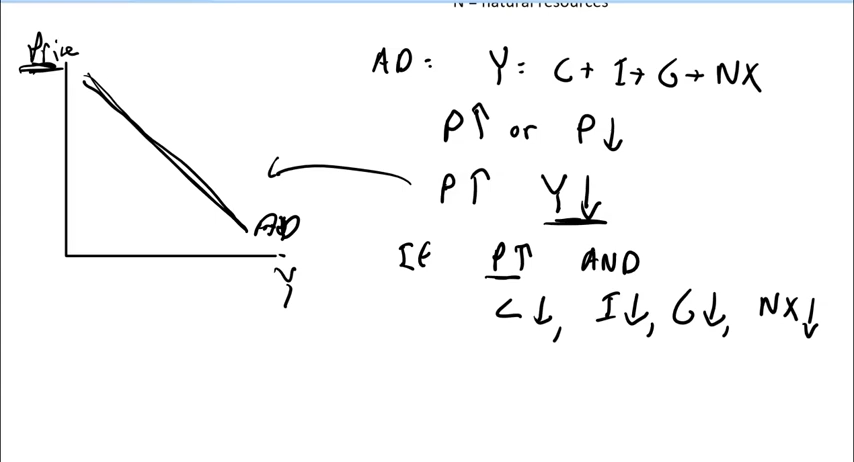 N = natural resources
Price
AD: Y= C+ I+ G+ NX
P↑ or P↓
P↑ Y↓
AD
If P↑ AND
Y
C↓, I↓, G↓, NX↓